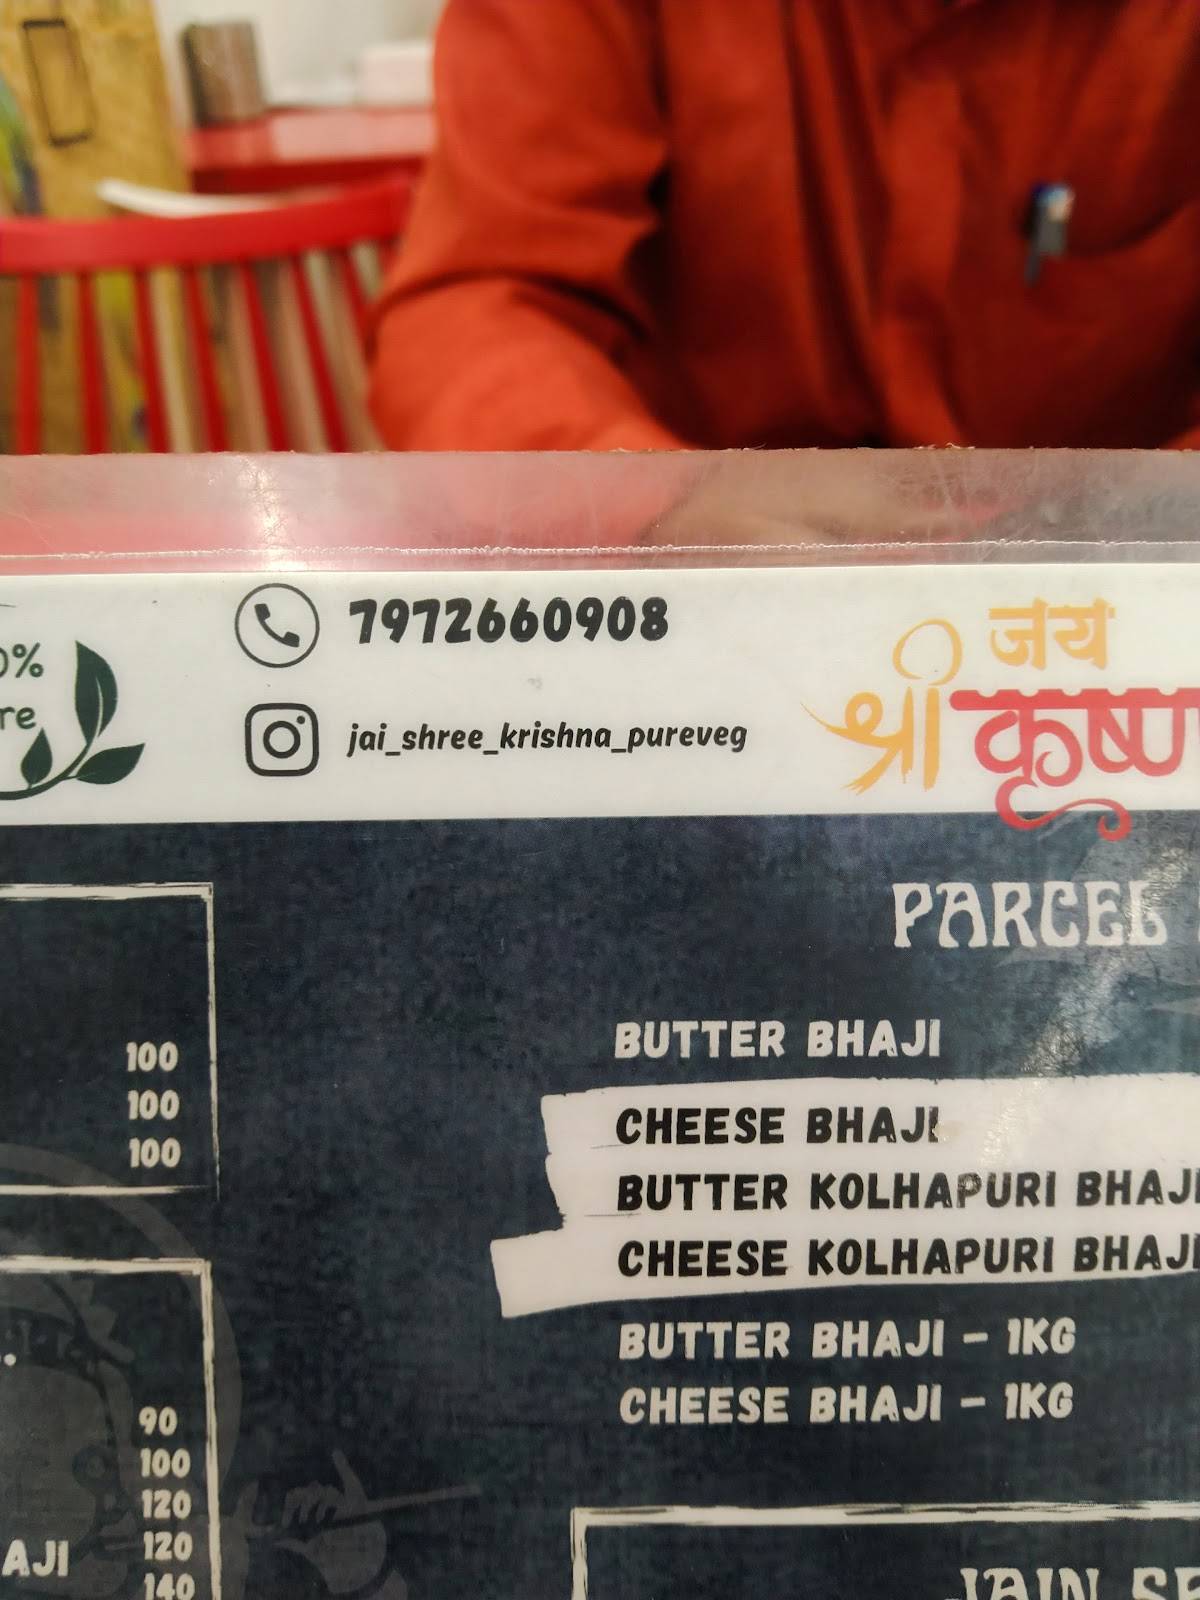 7972660908
जय
jai_shree_krishna_pureveg
श्री कृष्ण
PARCEL
BUTTER BHAJI
CHEESE BHAJI
BUTTER KOLHAPURI BHAJI
CHEESE KOLHAPURI BHAJI
BUTTER BHAJI – 1KG
CHEESE BHAJI – 1KG
JAIN
100
100
100
90
100
120
120
140